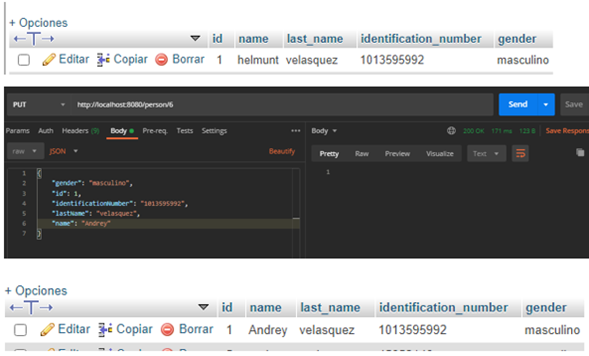 + Opciones
←T→ id name last_name identification_number gender
Editar Copiar Borrar 1 helmunt velasquez 1013595992 masculino
PUT http://localhost:8080/person/6 Send Save
Params Auth Headers (9) Body Pre-req. Tests Settings ••• Body 200 OK 171 ms 123 B Save Respons
raw JSON Beautify Pretty Raw Preview Visualize Text
1 {
2 "gender": "masculino",
3 "id": 1,
4 "identificationNumber": "1013595992",
5 "lastName": "velasquez",
6 "name": "Andrey"
7 }
1
+ Opciones
←T→ id name last_name identification_number gender
Editar Copiar Borrar 1 Andrey velasquez 1013595992 masculino